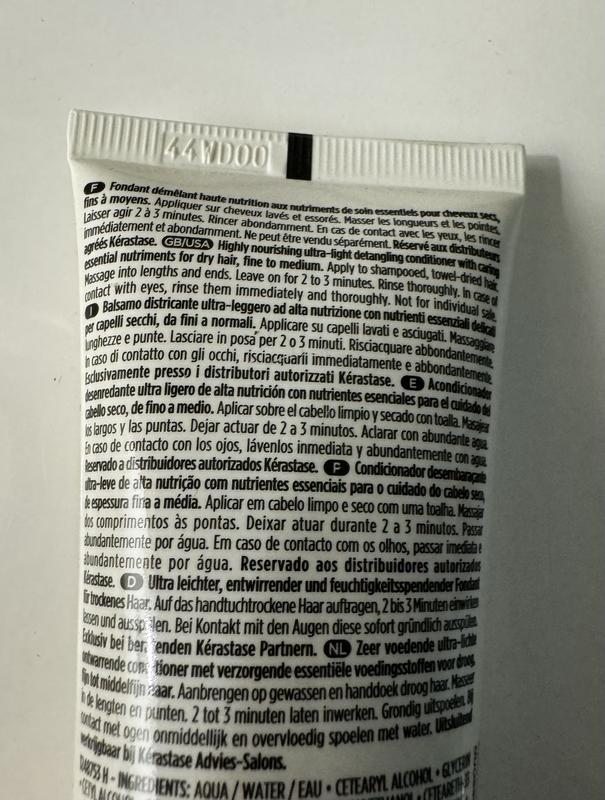 44WD00
F Fondant démêlant haute nutrition aux nutriments de soin essentiels pour cheveux secs,
fins à moyens. Appliquer sur cheveux lavés et essorés. Masser les longueurs et les pointes.
Laisser agir 2 à 3 minutes. Rincer abondamment. En cas de contact avec les yeux, les rincer
immédiatement et abondamment. Ne peut être vendu séparément. Réservé aux distributeurs
agréés Kérastase. GB/USA Highly nourishing ultra-light detangling conditioner with caring
essential nutriments for dry hair, fine to medium. Apply to shampooed, towel-dried hair.
Massage into lengths and ends. Leave on for 2 to 3 minutes. Rinse thoroughly. In case of
contact with eyes, rinse them immediately and thoroughly. Not for individual sale.
I Balsamo districante ultra-leggero ad alta nutrizione con nutrienti essenziali delicati
per capelli secchi, da fini a normali. Applicare su capelli lavati e asciugati. Massaggiare
lunghezze e punte. Lasciare in posa per 2 o 3 minuti. Risciacquare abbondantemente.
In caso di contatto con gli occhi, risciacquarli immediatamente e abbondantemente.
Esclusivamente presso i distributori autorizzati Kérastase. E Acondicionador
desenredante ultra ligero de alta nutrición con nutrientes esenciales para el cuidado del
cabello seco, de fino a medio. Aplicar sobre el cabello limpio y secado con toalla. Masajear
los largos y las puntas. Dejar actuar de 2 a 3 minutos. Aclarar con abundante agua.
En caso de contacto con los ojos, lávenlos inmediata y abundantemente con agua.
Reservado a distribuidores autorizados Kérastase. P Condicionador desembaraçante
ultra-leve de alta nutrição com nutrientes essenciais para o cuidado do cabelo seco,
de espessura fina a média. Aplicar em cabelo limpo e seco com uma toalha. Massajar
dos comprimentos às pontas. Deixar atuar durante 2 a 3 minutos. Passar
abundantemente por água. Em caso de contacto com os olhos, passar imediata e
abundantemente por água. Reservado aos distribuidores autorizados
Kérastase. D Ultra leichter, entwirrender und feuchtigkeitsspendender Fondant
für trockenes Haar. Auf das handtuchtrockene Haar auftragen, 2 bis 3 Minuten einwirken
lassen und ausspülen. Bei Kontakt mit den Augen diese sofort gründlich ausspülen.
Exklusiv bei beratenden Kérastase Partnern. NL Zeer voedende ultra-lichte
ontwarrende conditioner met verzorgende essentiële voedingsstoffen voor droog,
fijn tot middelfijn haar. Aanbrengen op gewassen en handdoek droog haar. Masseer
in de lengten en punten. 2 tot 3 minuten laten inwerken. Grondig uitspoelen. Bij
contact met ogen onmiddellijk en overvloedig spoelen met water. Uitsluitend
verkrijgbaar bij Kérastase Advies-Salons.
H - INGREDIENTS: AQUA / WATER / EAU • CETEARYL ALCOHOL • GLYCERIN